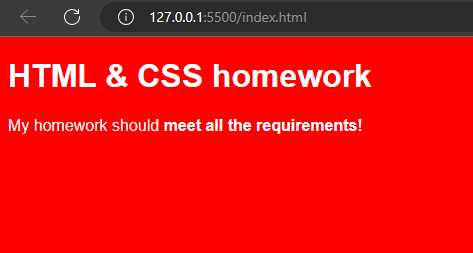 127.0.0.1:5500/index.html
HTML & CSS homework
My homework should meet all the requirements!